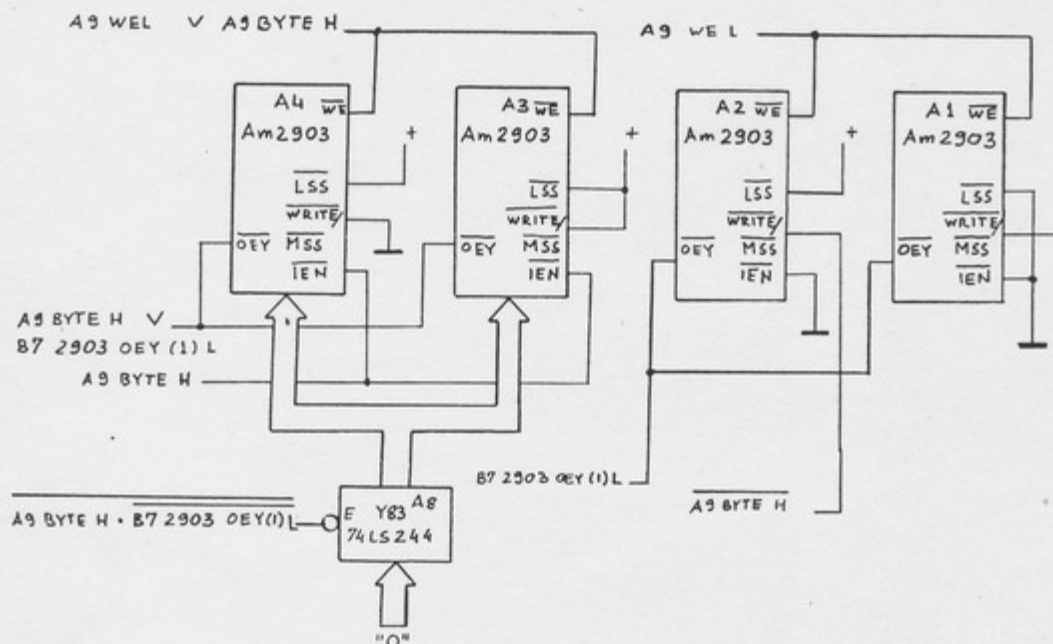 A9 WEL V A9 BYTE H
A9 WE L
A4 WE
Am2903
LSS
WRITE/
OEY MSS
IEN
+
A3 WE
Am2903
LSS
WRITE/
OEY MSS
IEN
+
A2 WE
Am2903
LSS
WRITE/
OEY MSS
IEN
+
A1 WE
Am2903
LSS
WRITE/
OEY MSS
IEN
A9 BYTE H V
B7 2903 OEY (1) L
A9 BYTE H
B7 2903 OEY (1) L
A9 BYTE H
A9 BYTE H · B7 2903 OEY(1) L
E Y83 A8
74LS244
"0"